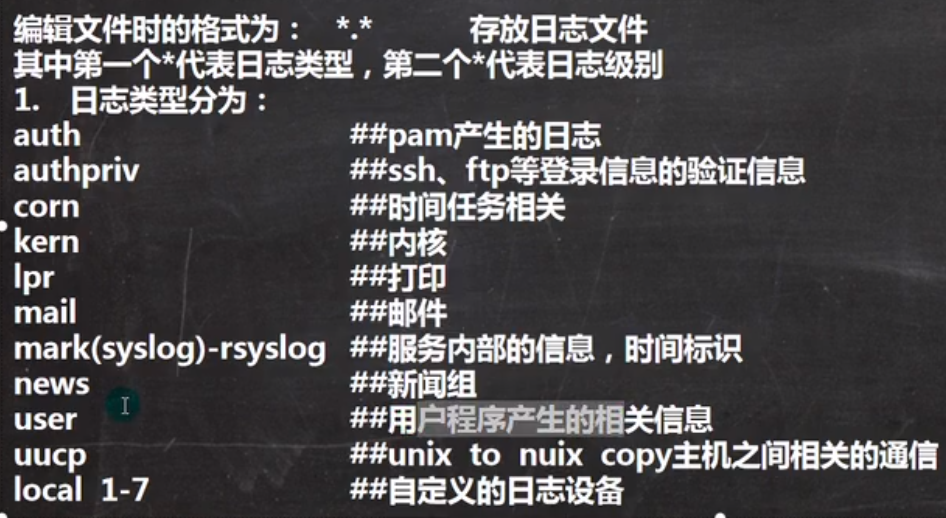 编辑文件时的格式为： *.* 存放日志文件
其中第一个*代表日志类型，第二个*代表日志级别
1. 日志类型分为：
auth ##pam产生的日志
authpriv ##ssh、ftp等登录信息的验证信息
corn ##时间任务相关
kern ##内核
lpr ##打印
mail ##邮件
mark(syslog)-rsyslog ##服务内部的信息，时间标识
news ##新闻组
user ##用户程序产生的相关信息
uucp ##unix to nuix copy主机之间相关的通信
local 1-7 ##自定义的日志设备